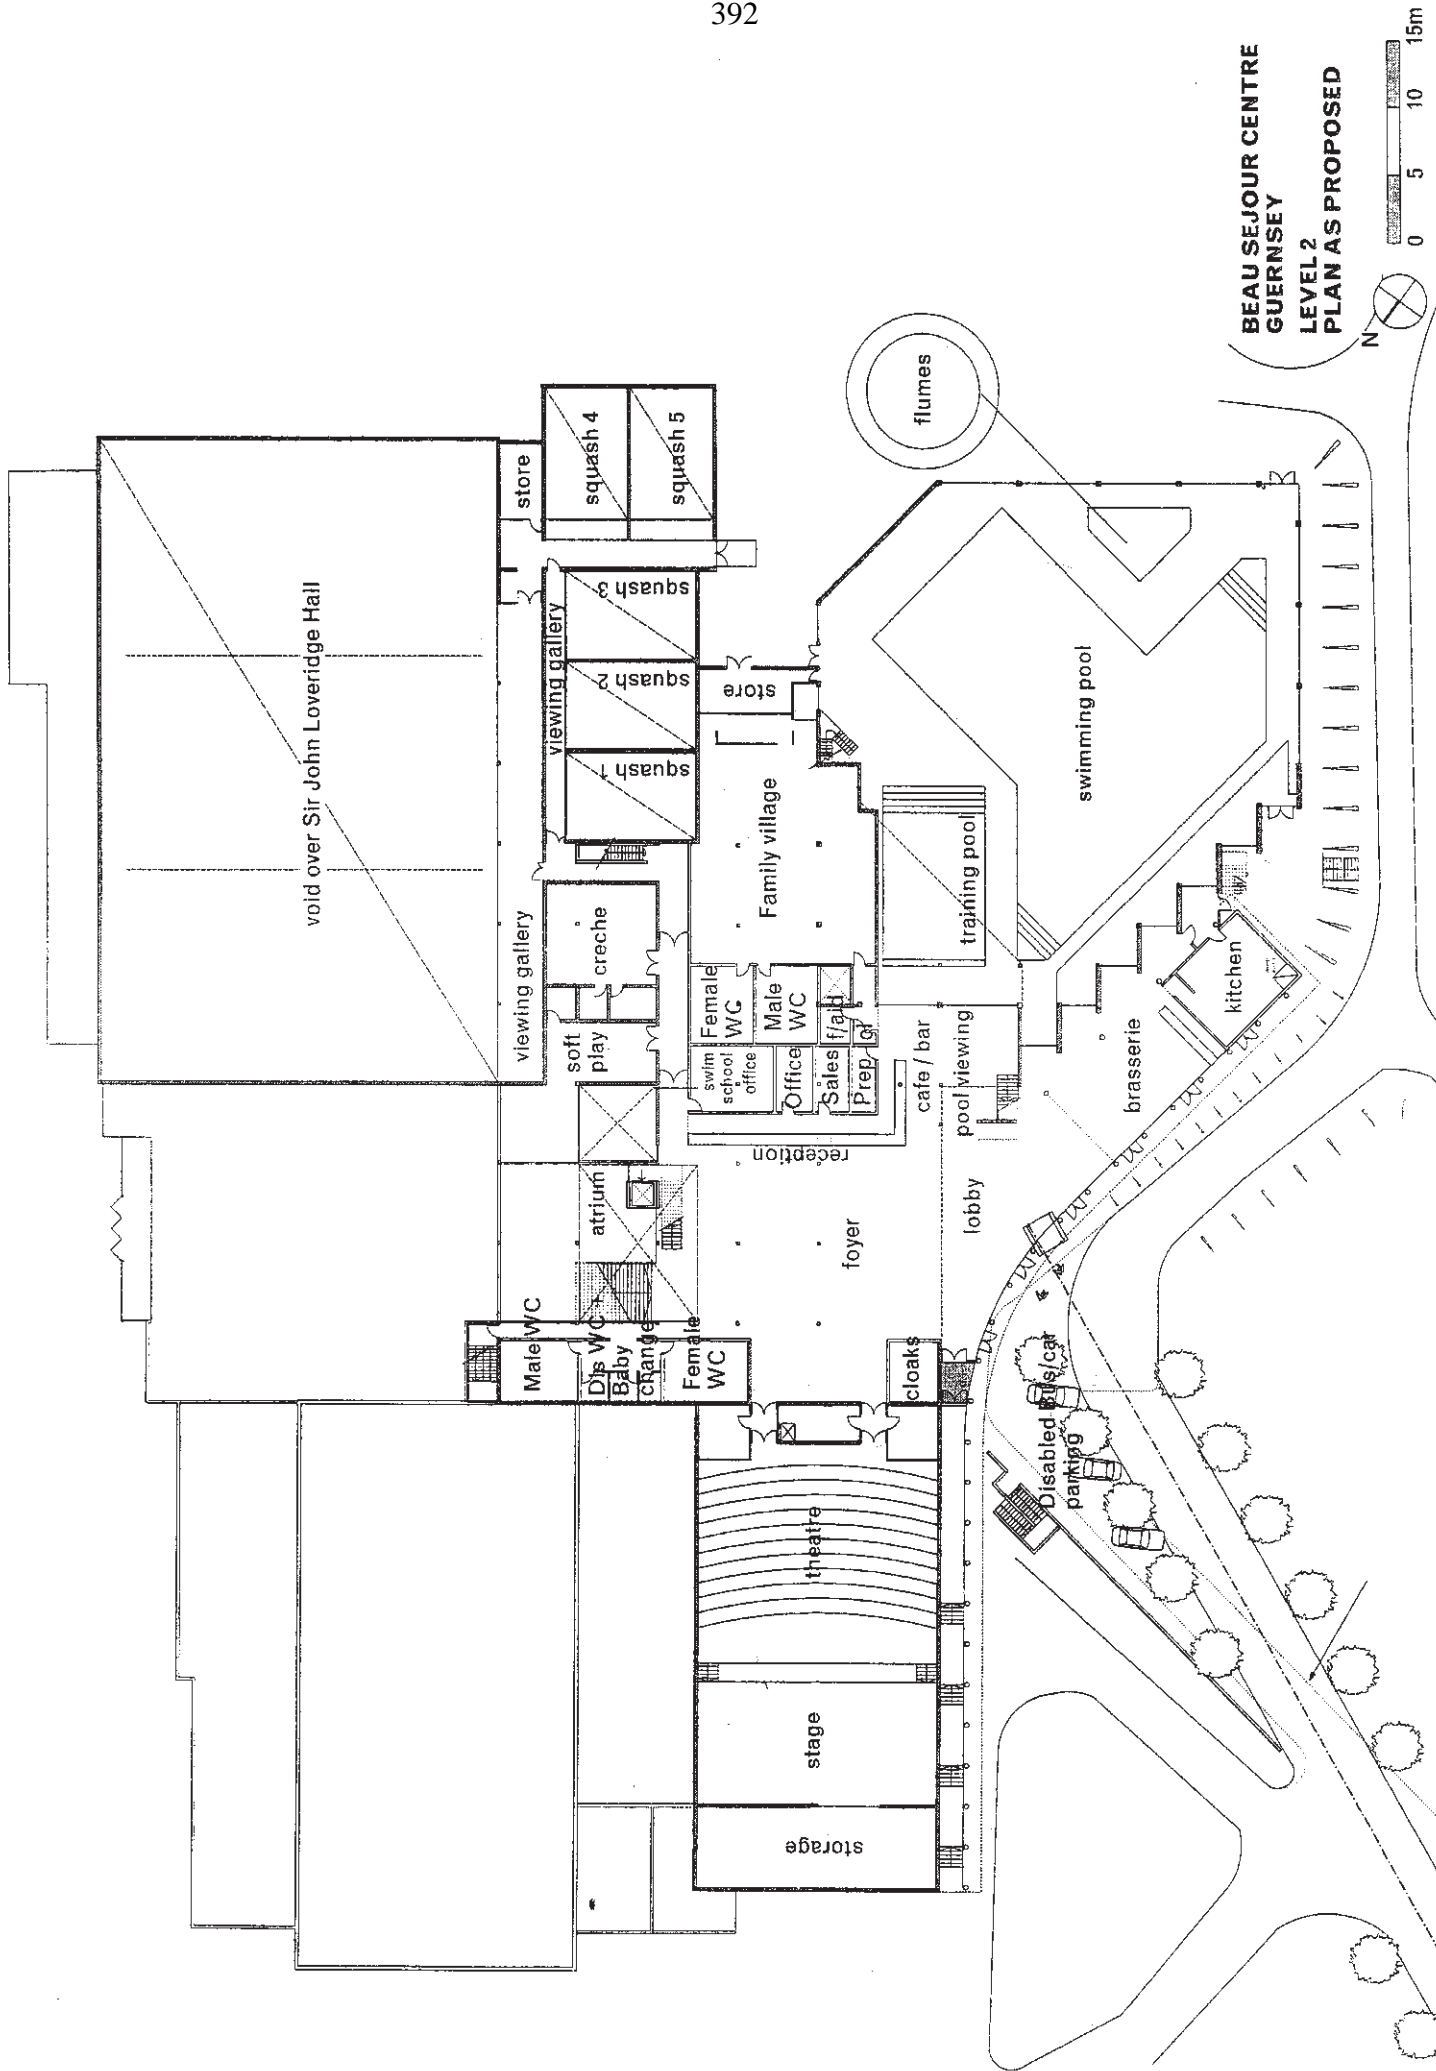 392
BEAU SEJOUR CENTRE
GUERNSEY
LEVEL 2
PLAN AS PROPOSED
N
0 5 10 15m
void over Sir John Loveridge Hall
store
squash 4
squash 5
viewing gallery
squash 3
squash 2
squash 1
store
flumes
viewing gallery
creche
soft
play
Family village
training pool
swimming pool
Female
WC
Male
WC
f/aid
swim
school
office
Office
Sales
Prep
cafe / bar
pool viewing
brasserie
kitchen
reception
atrium
foyer
lobby
Male WC
Dis WC +
Baby
change
Female
WC
cloaks
Disabled Bus/car
parking
theatre
stage
storage